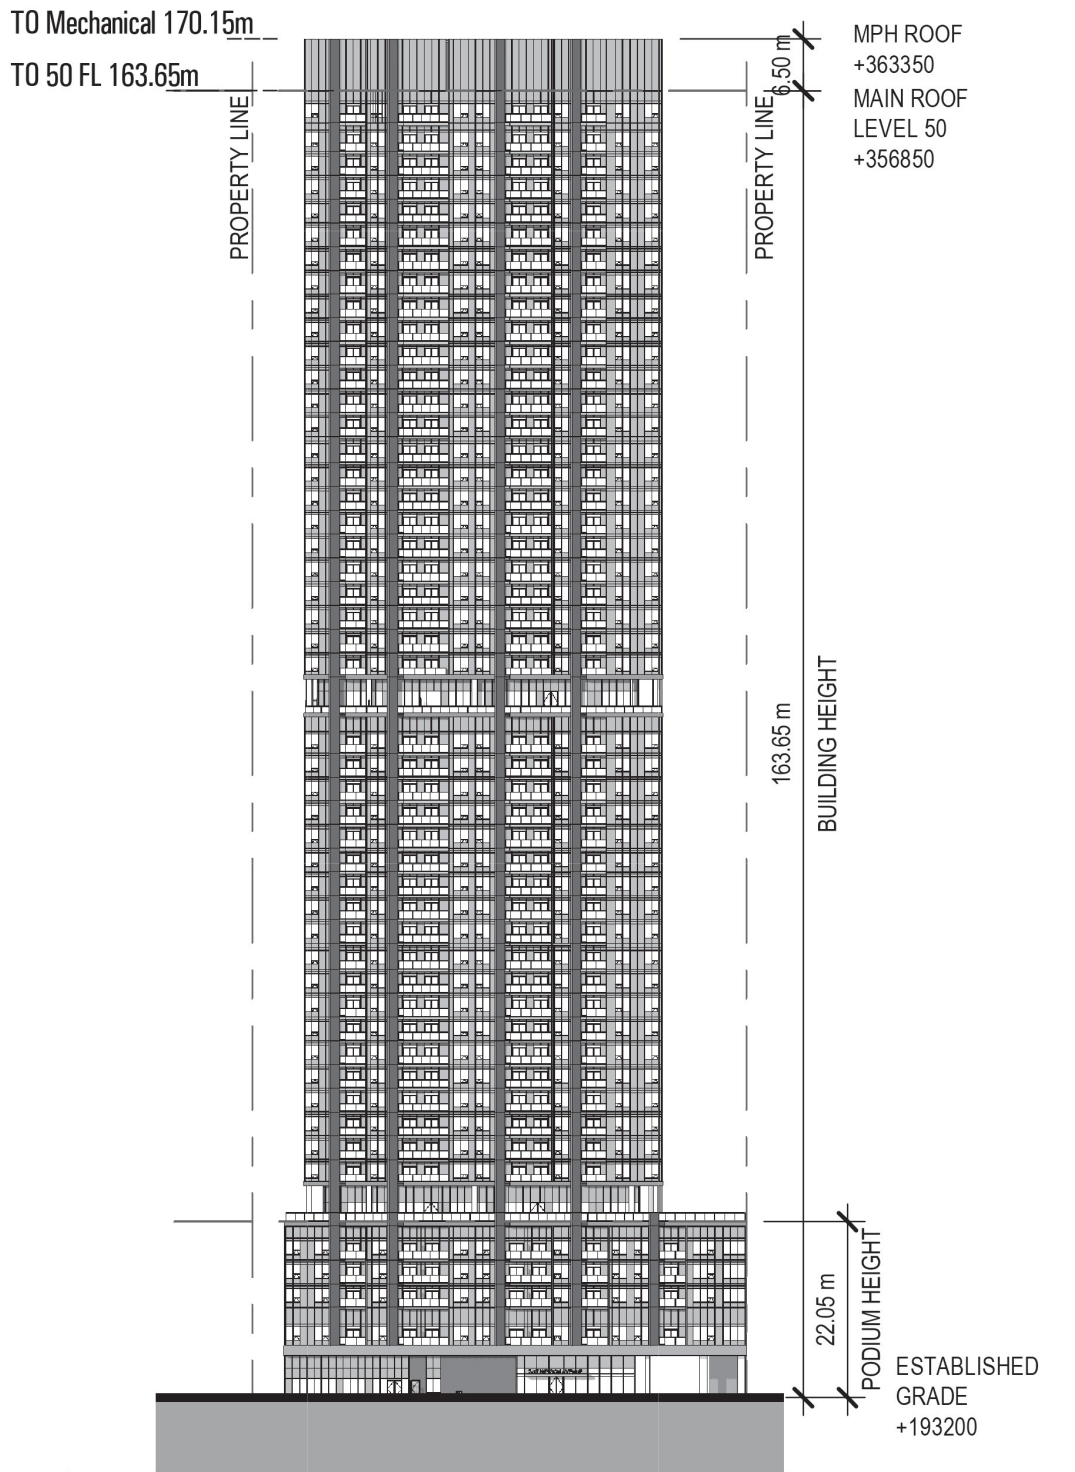 TO Mechanical 170.15m
TO 50 FL 163.65m
6.50 m
MPH ROOF
+363350
MAIN ROOF
LEVEL 50
+356850
PROPERTY LINE
PROPERTY LINE
163.65 m
BUILDING HEIGHT
22.05 m
PODIUM HEIGHT
ESTABLISHED
GRADE
+193200